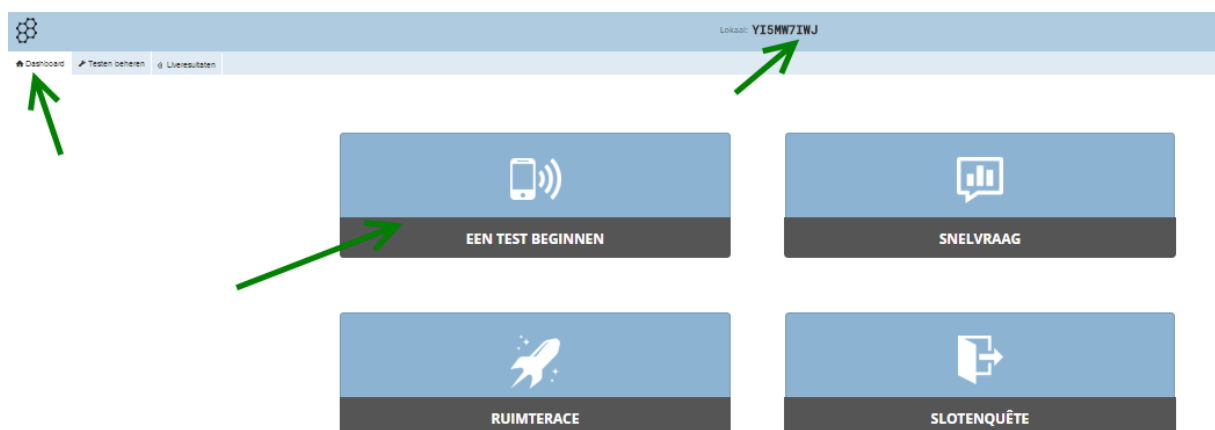 Lokaal: YI5MW7IWJ
Dashboard Testen beheren Liveresultaten
EEN TEST BEGINNEN SNELVRAAG
RUIMTERACE SLOTENQUÊTE